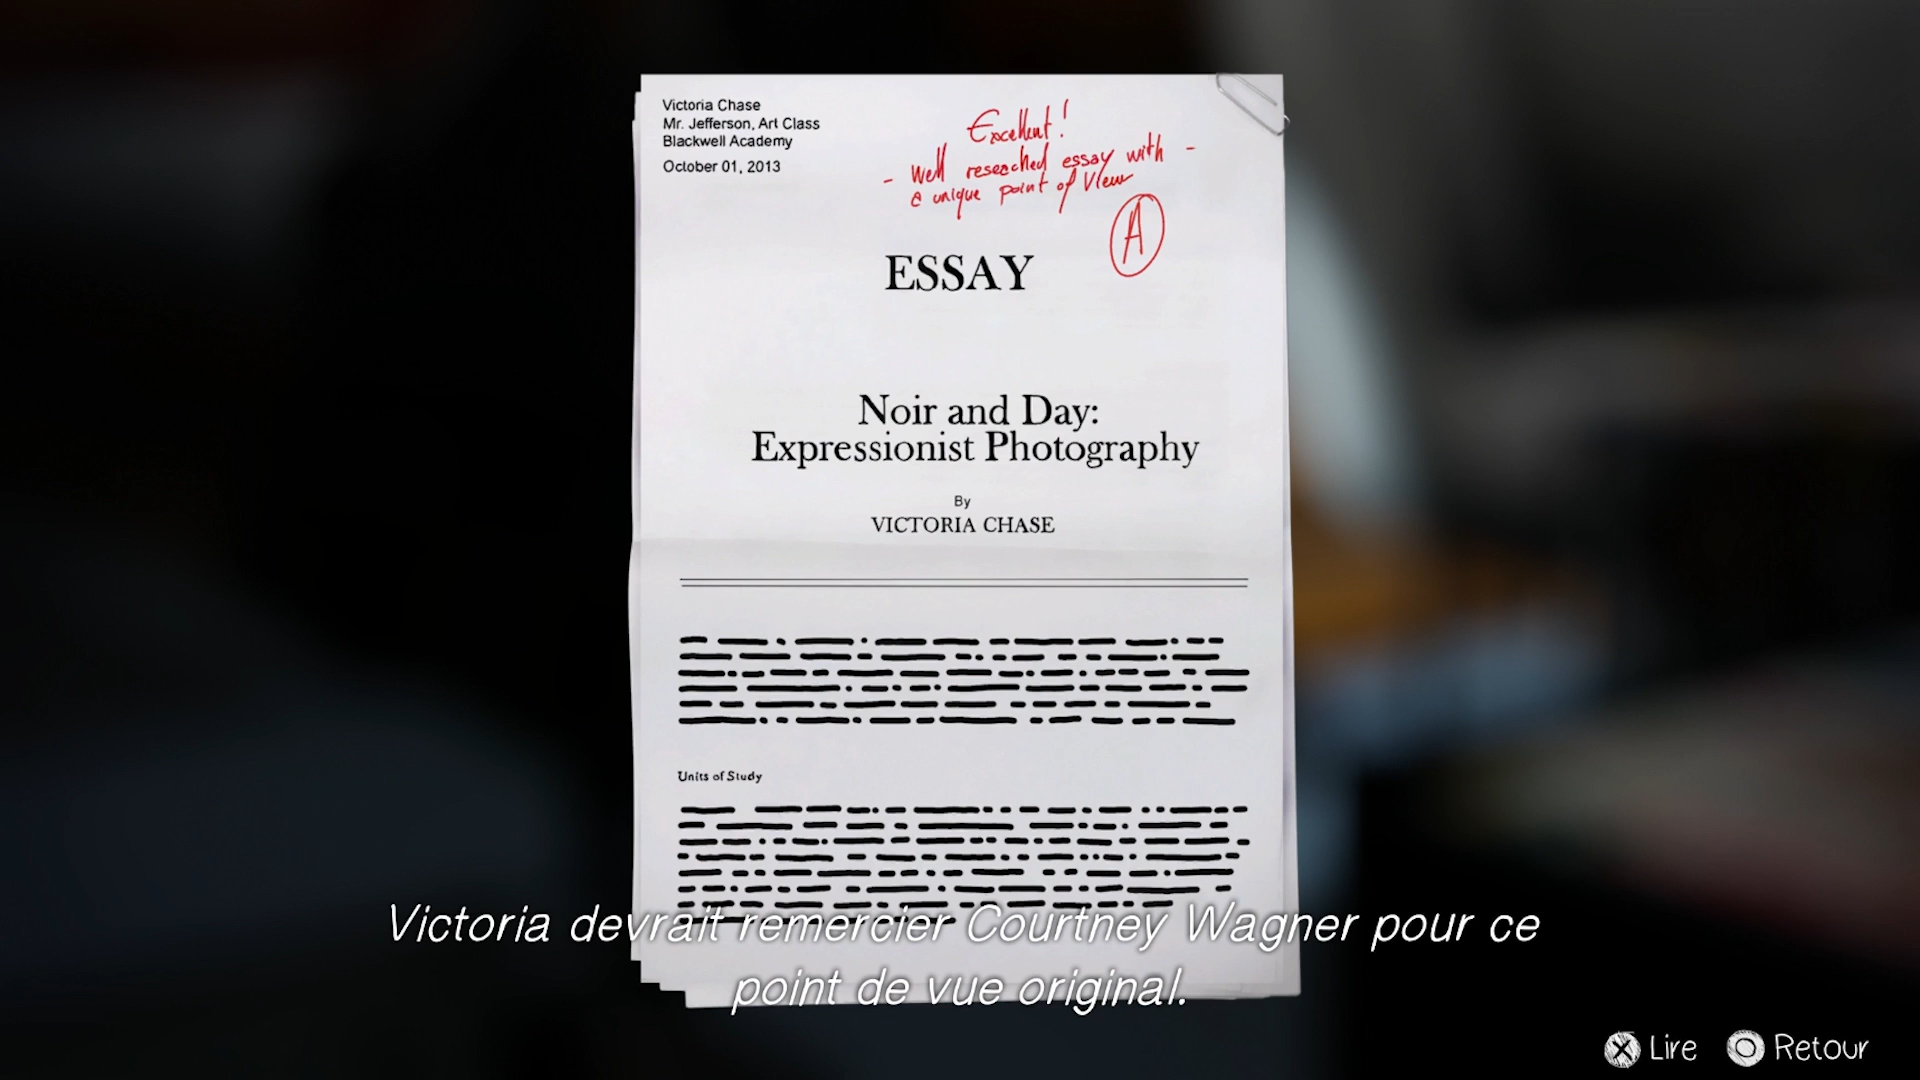 Victoria Chase
Mr. Jefferson, Art Class
Blackwell Academy
October 01, 2013
Excellent!
- Well reseached essay with -
a unique point of View
A
ESSAY
Noir and Day:
Expressionist Photography
By
VICTORIA CHASE
Units of Study
Victoria devrait remercier Courtney Wagner pour ce
point de vue original.
Lire
Retour